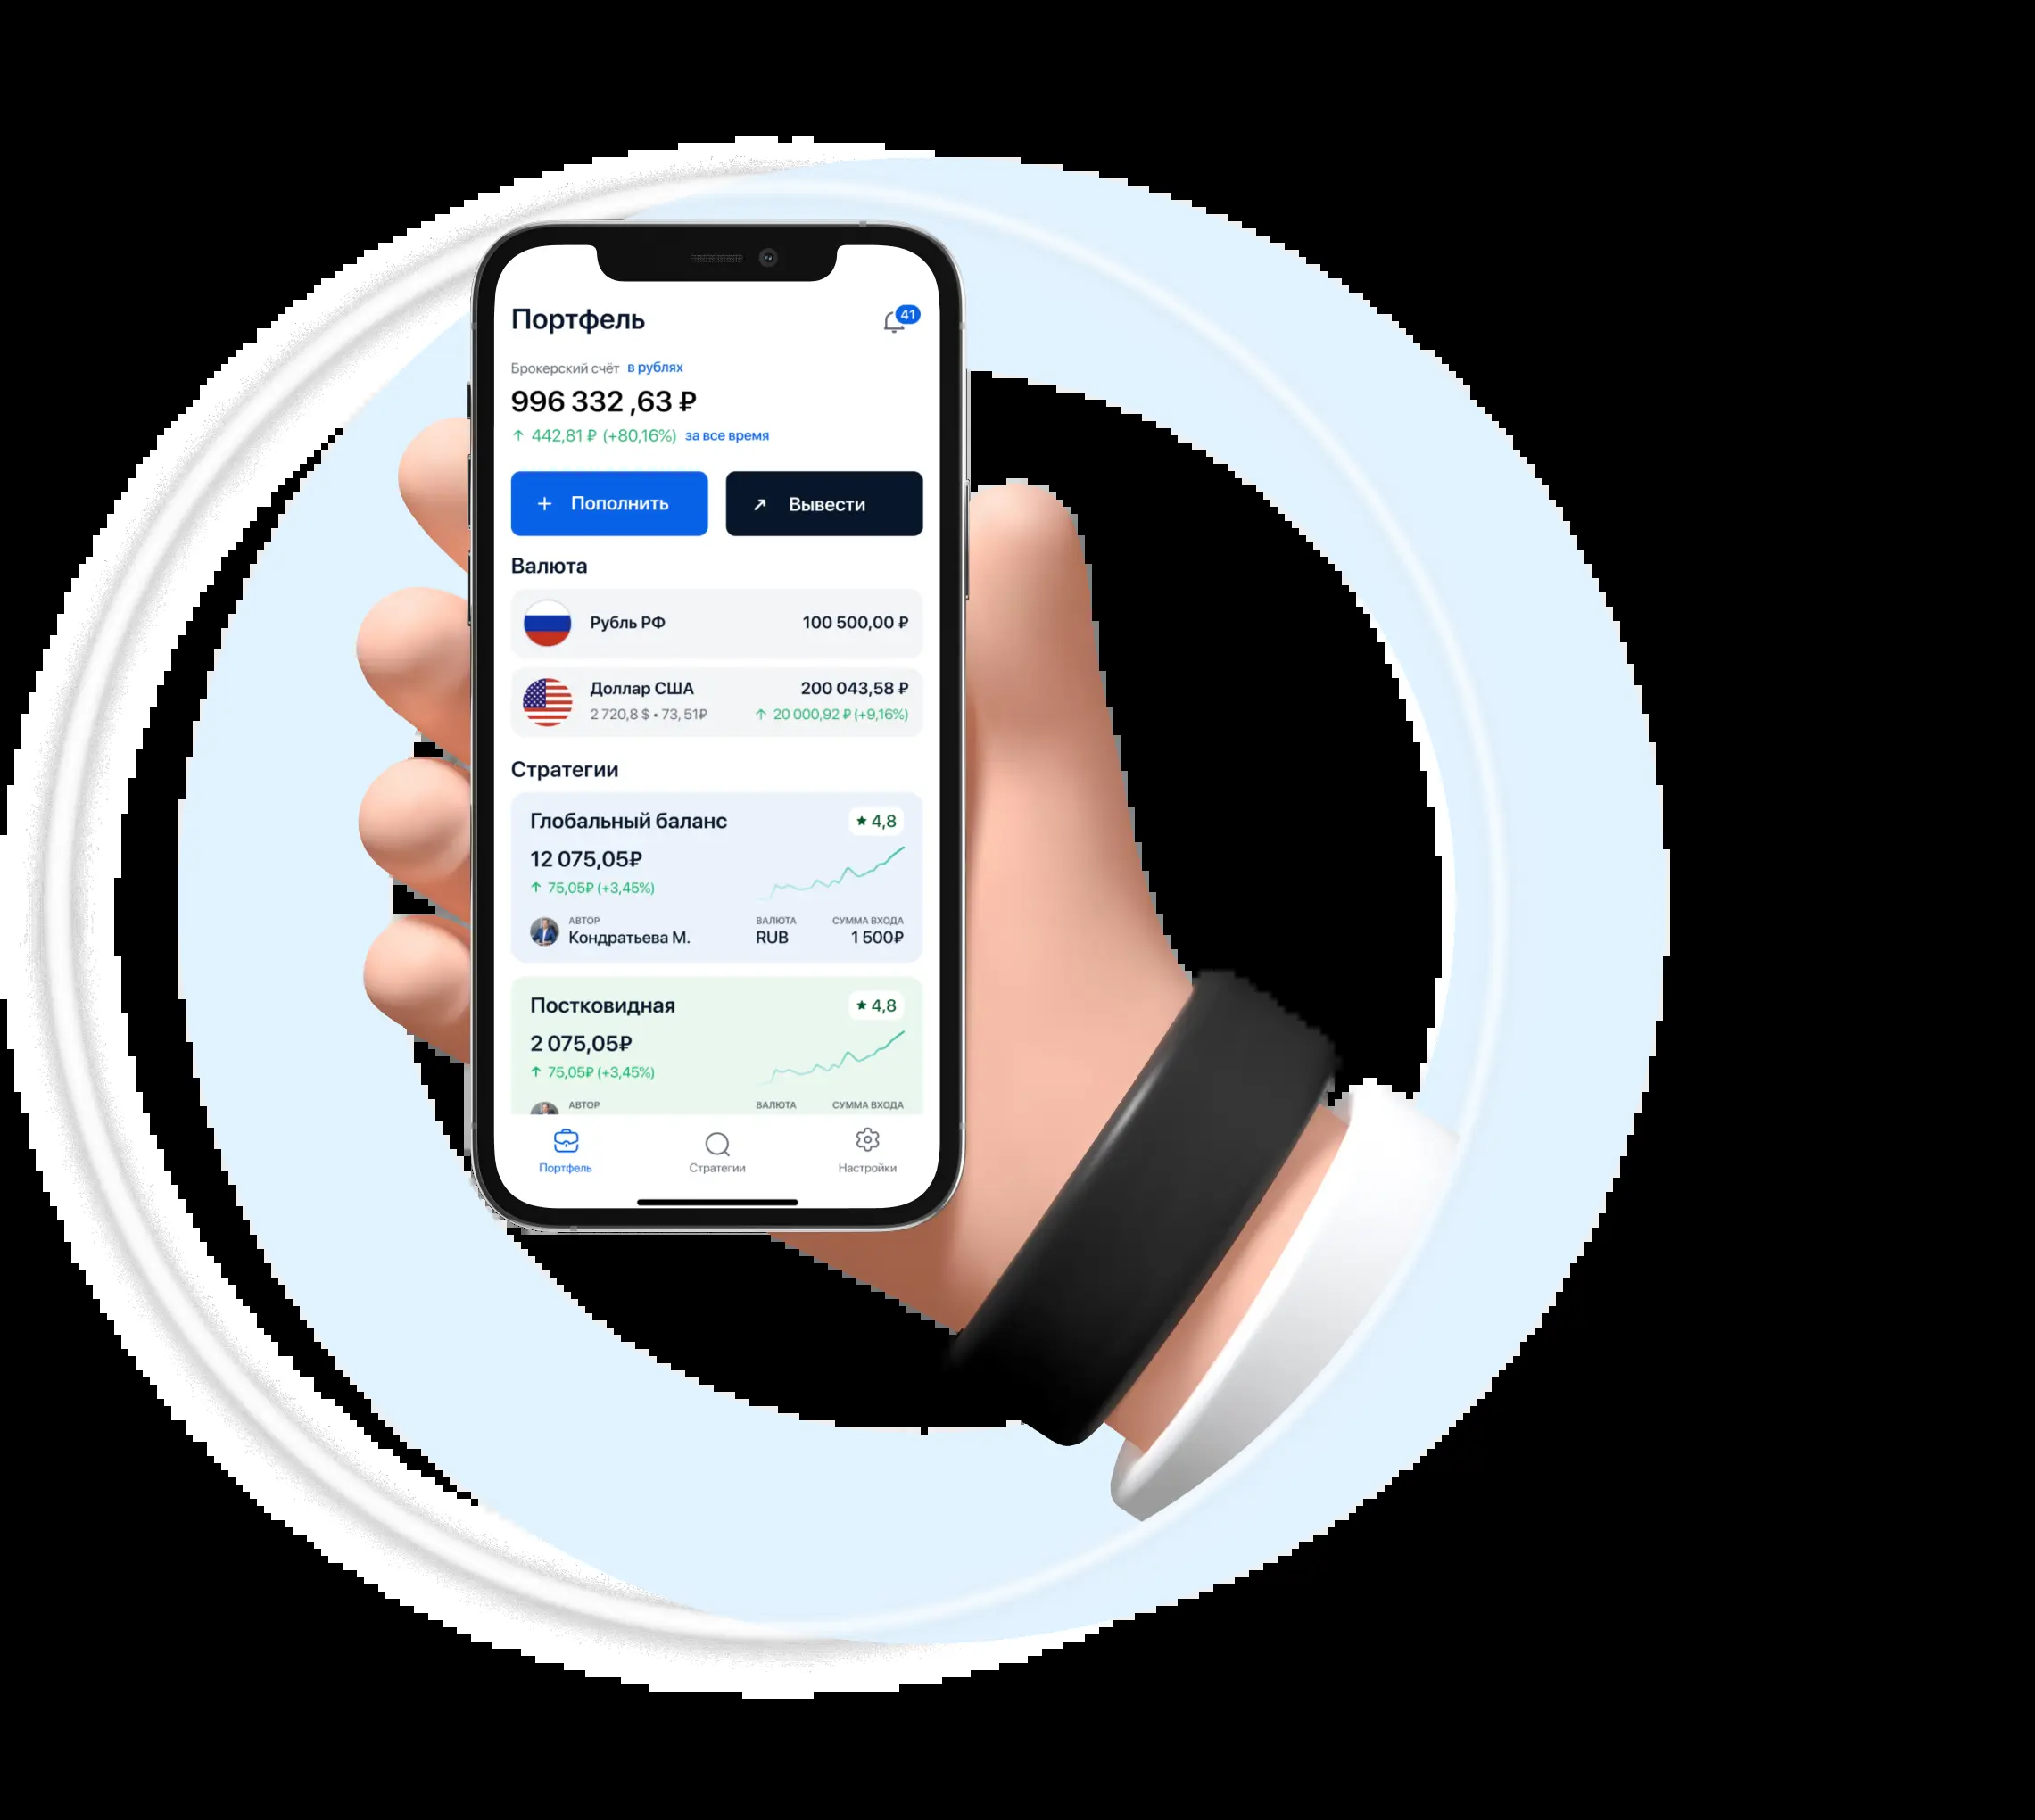 Портфель 41
Брокерский счёт в рублях
996 332 ,63 ₽
↑ 442,81 ₽ (+80,16%) за все время
+ Пополнить ↗ Вывести
Валюта
Рубль РФ 100 500,00 ₽
Доллар США 200 043,58 ₽
2 720,8 $ • 73,51₽ ↑ 20 000,92 ₽ (+9,16%)
Стратегии
Глобальный баланс ★ 4,8
12 075,05₽
↑ 75,05₽ (+3,45%)
АВТОР ВАЛЮТА СУММА ВХОДА
Кондратьева М. RUB 1 500₽
Постковидная ★ 4,8
2 075,05₽
↑ 75,05₽ (+3,45%)
АВТОР ВАЛЮТА СУММА ВХОДА
Портфель Стратегии Настройки